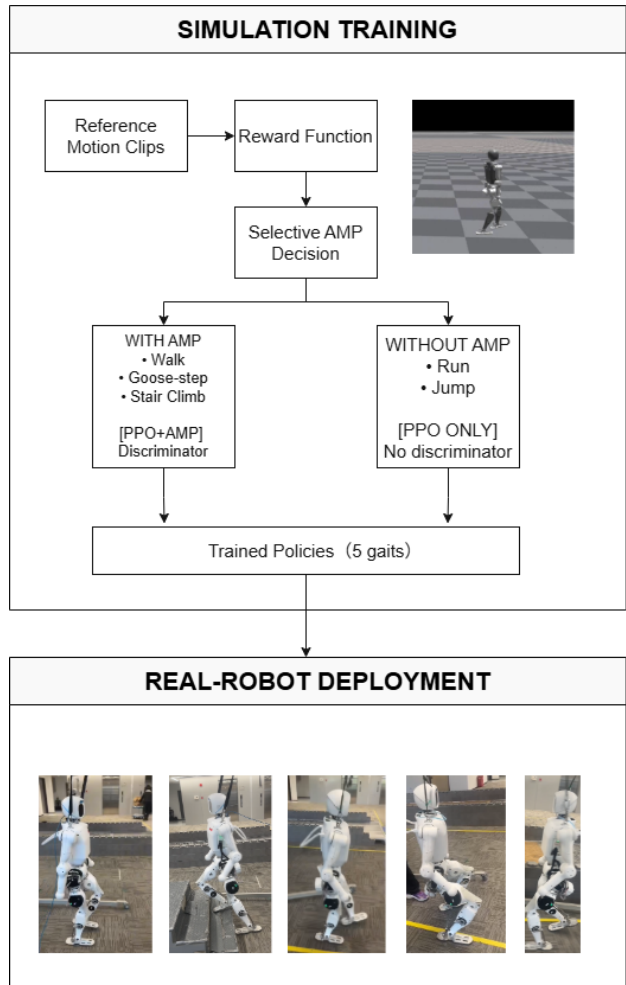 SIMULATION TRAINING
Reference
Motion Clips
Reward Function
Selective AMP
Decision
WITH AMP
• Walk
• Goose-step
• Stair Climb
[PPO+AMP]
Discriminator
WITHOUT AMP
• Run
• Jump
[PPO ONLY]
No discriminator
Trained Policies（5 gaits）
REAL-ROBOT DEPLOYMENT